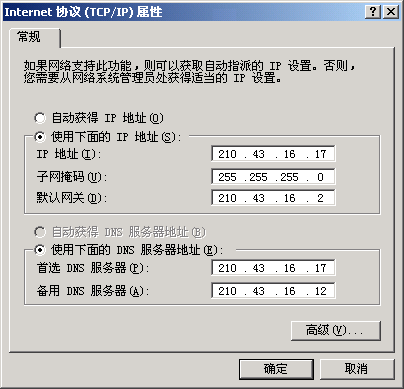 Internet 协议 (TCP/IP) 属性
常规
如果网络支持此功能，则可以获取自动指派的 IP 设置。否则，
您需要从网络系统管理员处获得适当的 IP 设置。
自动获得 IP 地址(O)
使用下面的 IP 地址(S):
IP 地址(I): 210 . 43 . 16 . 17
子网掩码(U): 255 .255 .255 . 0
默认网关(D): 210 . 43 . 16 . 2
自动获得 DNS 服务器地址(B)
使用下面的 DNS 服务器地址(E):
首选 DNS 服务器(P): 210 . 43 . 16 . 17
备用 DNS 服务器(A): 210 . 43 . 16 . 12
高级(V)...
确定 取消